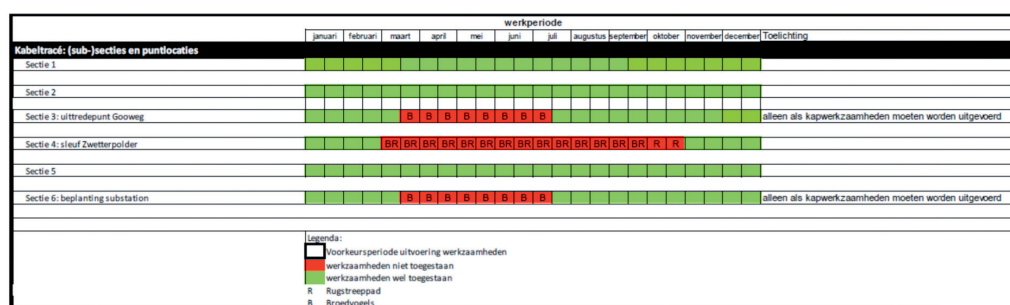 werkperiode
januari februari maart april mei juni juli augustus september oktober november december Toelichting
Kabeltracé: (sub-)secties en puntlocaties
Sectie 1
Sectie 2
Sectie 3: uittredepunt Gooweg B B B B B B B B alleen als kapwerkzaamheden moeten worden uitgevoerd
Sectie 4: sleuf Zwetterpolder BR BR BR BR BR BR BR BR BR BR BR BR BR BR R R
Sectie 5
Sectie 6: beplanting substation B B B B B B B B alleen als kapwerkzaamheden moeten worden uitgevoerd
Legenda:
Voorkeursperiode uitvoering werkzaamheden
werkzaamheden niet toegestaan
werkzaamheden wel toegestaan
R Rugstreeppad
B Broedvogels